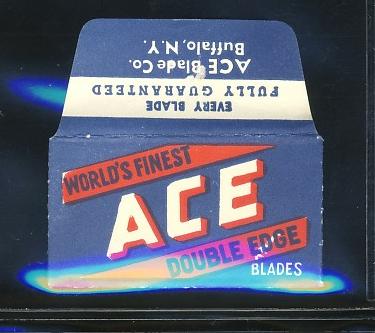 ACE Blade Co.
Buffalo, N.Y.
EVERY BLADE
FULLY GUARANTEED
WORLD'S FINEST
ACE
DOUBLE EDGE
BLADES